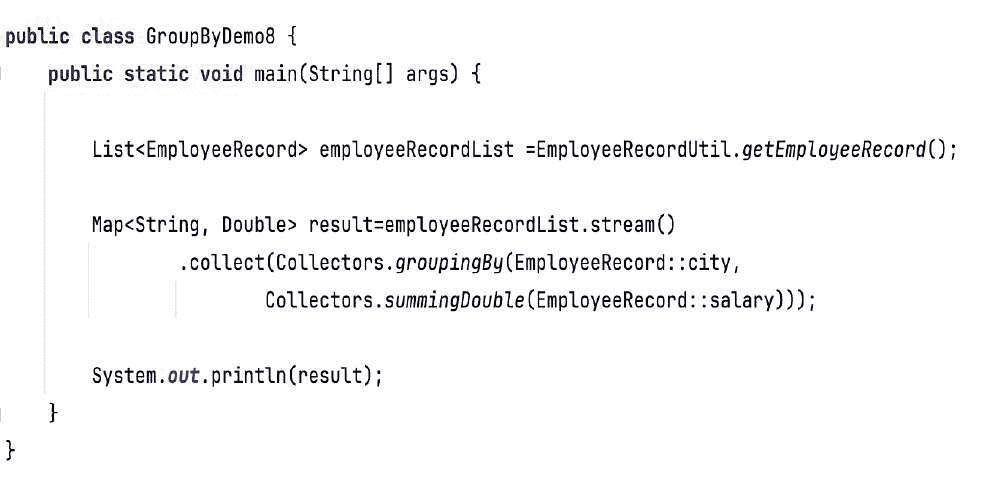 public class GroupByDemo8 {
public static void main(String[] args) {
List<EmployeeRecord> employeeRecordList =EmployeeRecordUtil.getEmployeeRecord();
Map<String, Double> result=employeeRecordList.stream()
.collect(Collectors.groupingBy(EmployeeRecord::city,
Collectors.summingDouble(EmployeeRecord::salary)));
System.out.println(result);
}
}